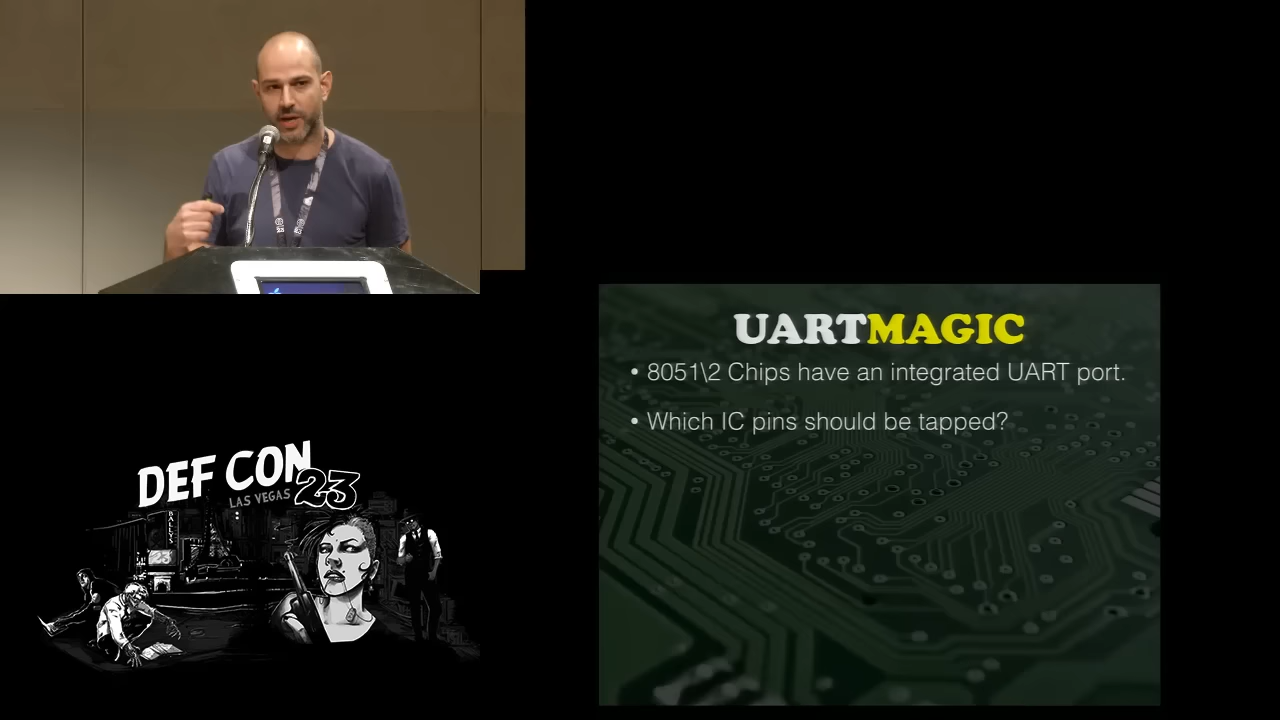 UARTMAGIC
• 8051\2 Chips have an integrated UART port.
• Which IC pins should be tapped?
DEF CON
LAS VEGAS 23
BALLY'S